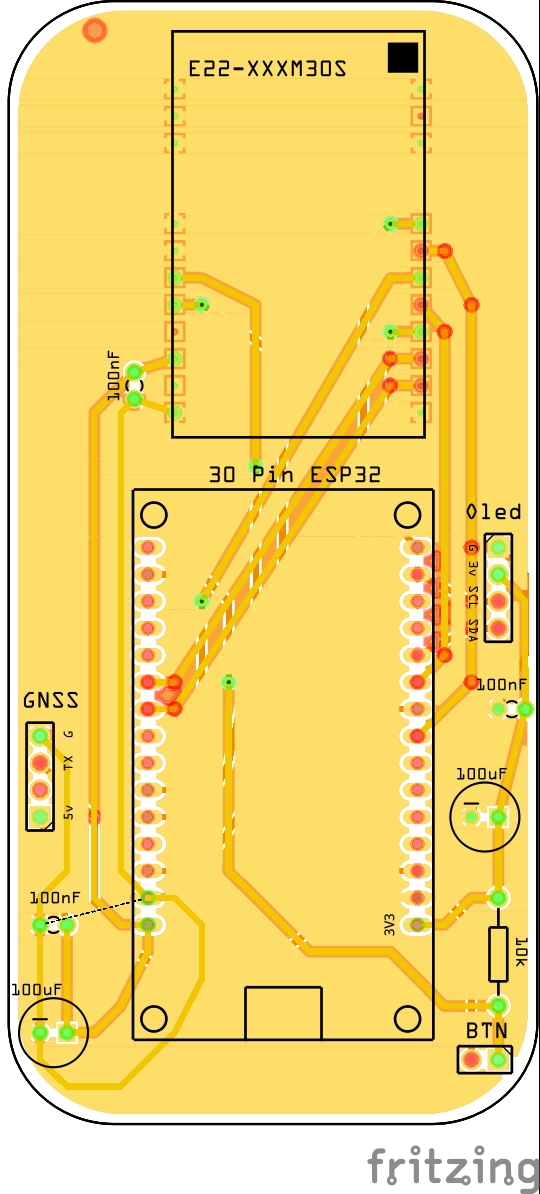 E22-XXXM30S
100nF
30 Pin ESP32
Oled
G
3v
SCL
SDA
100nF
GNSS
G
TX
5v
100uF
100nF
3V3
10k
100uF
BTN
fritzing